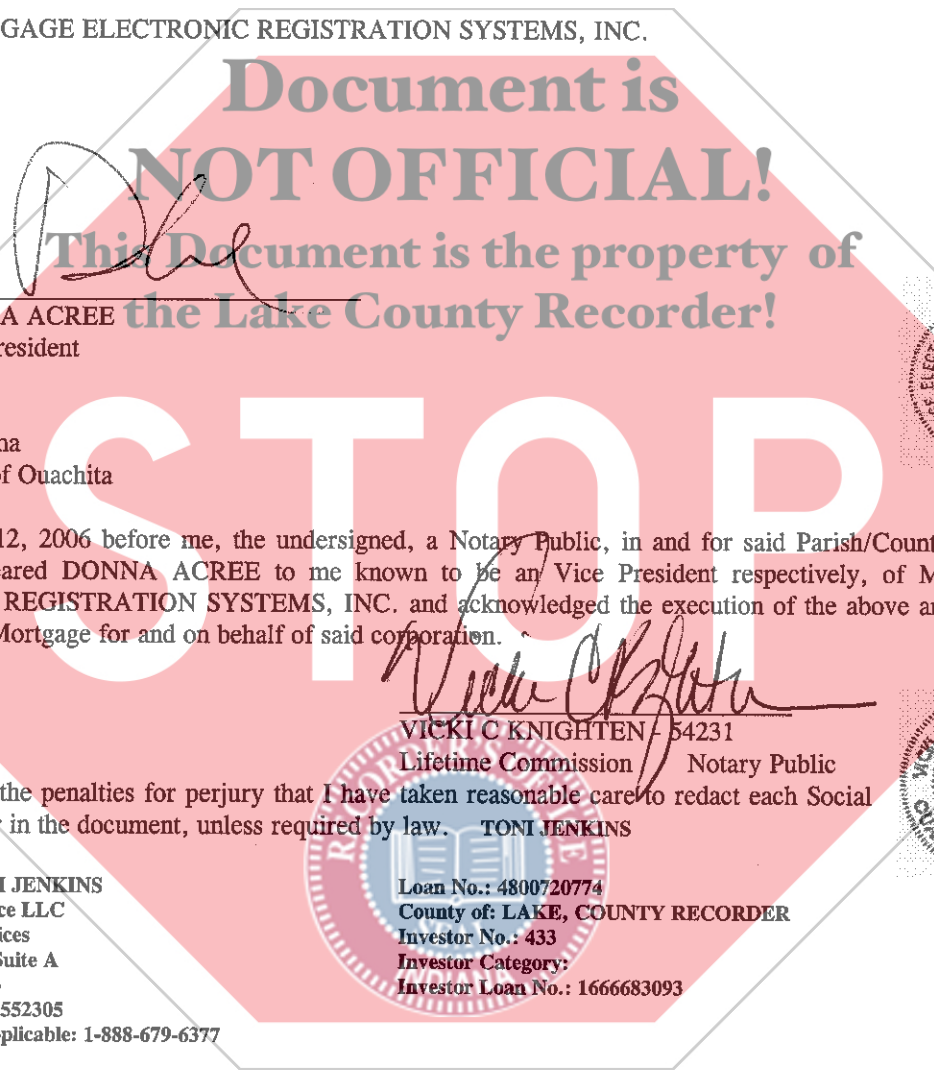 GAGE ELECTRONIC REGISTRATION SYSTEMS, INC.
Document is
NOT OFFICIAL!
This Document is the property of
the Lake County Recorder!
A ACREE
resident
STOP
na
f Ouachita
12, 2006 before me, the undersigned, a Notary Public, in and for said Parish/Count
eared DONNA ACREE to me known to be an Vice President respectively, of M
REGISTRATION SYSTEMS, INC. and acknowledged the execution of the above an
Mortgage for and on behalf of said corporation.
VICKI C KNIGHTEN - 54231
Lifetime Commission Notary Public
the penalties for perjury that I have taken reasonable care to redact each Social
r in the document, unless required by law. TONI JENKINS
RECORDER'S OFFICE
SEAL
INDIANA
I JENKINS
ce LLC
ices
Suite A
552305
plicable: 1-888-679-6377
Loan No.: 4800720774
County of: LAKE, COUNTY RECORDER
Investor No.: 433
Investor Category:
Investor Loan No.: 1666683093